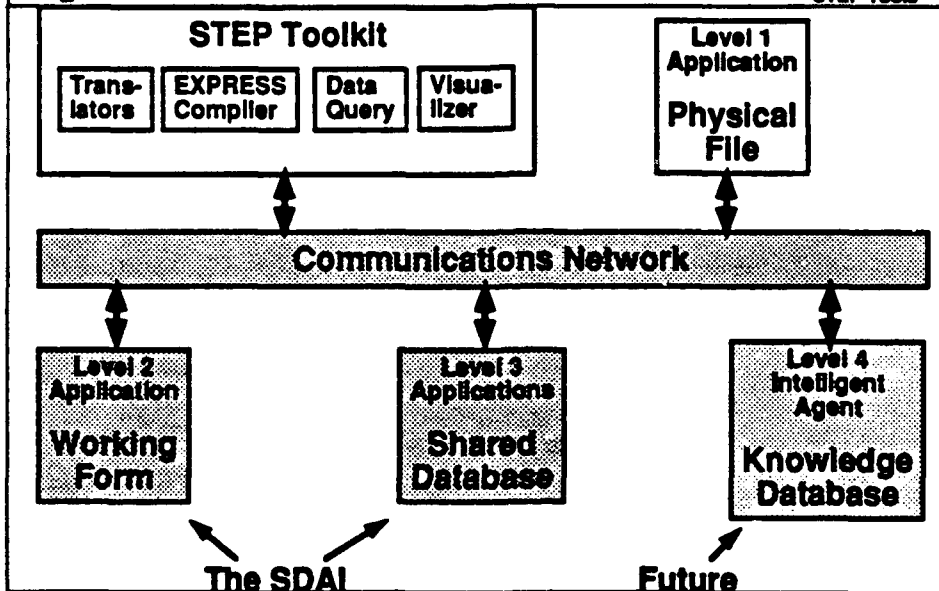 STEP Toolkit
Trans-
lators
EXPRESS
Compiler
Data
Query
Visua-
lizer
Level 1
Application
Physical
File
Communications Network
Level 2
Application
Working
Form
Level 3
Applications
Shared
Database
Level 4
Intelligent
Agent
Knowledge
Database
The SDAI
Future